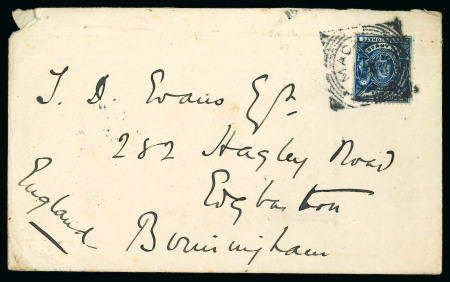 J. D. Evans Esq.
282 Hagley Road
Edgbaston
Birmingham
England